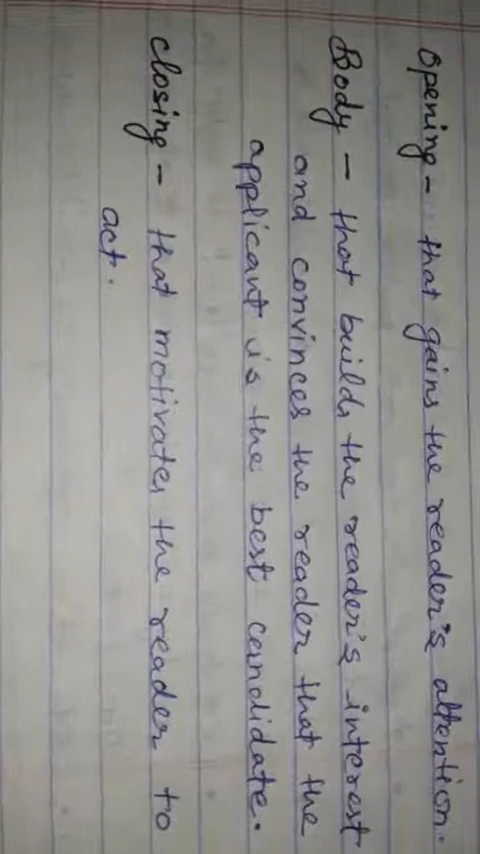 Opening - that gains the reader's attention.
Body - that builds the reader's interest
and convinces the reader that the
applicant is the best candidate.
closing - that motivates the reader to
act.